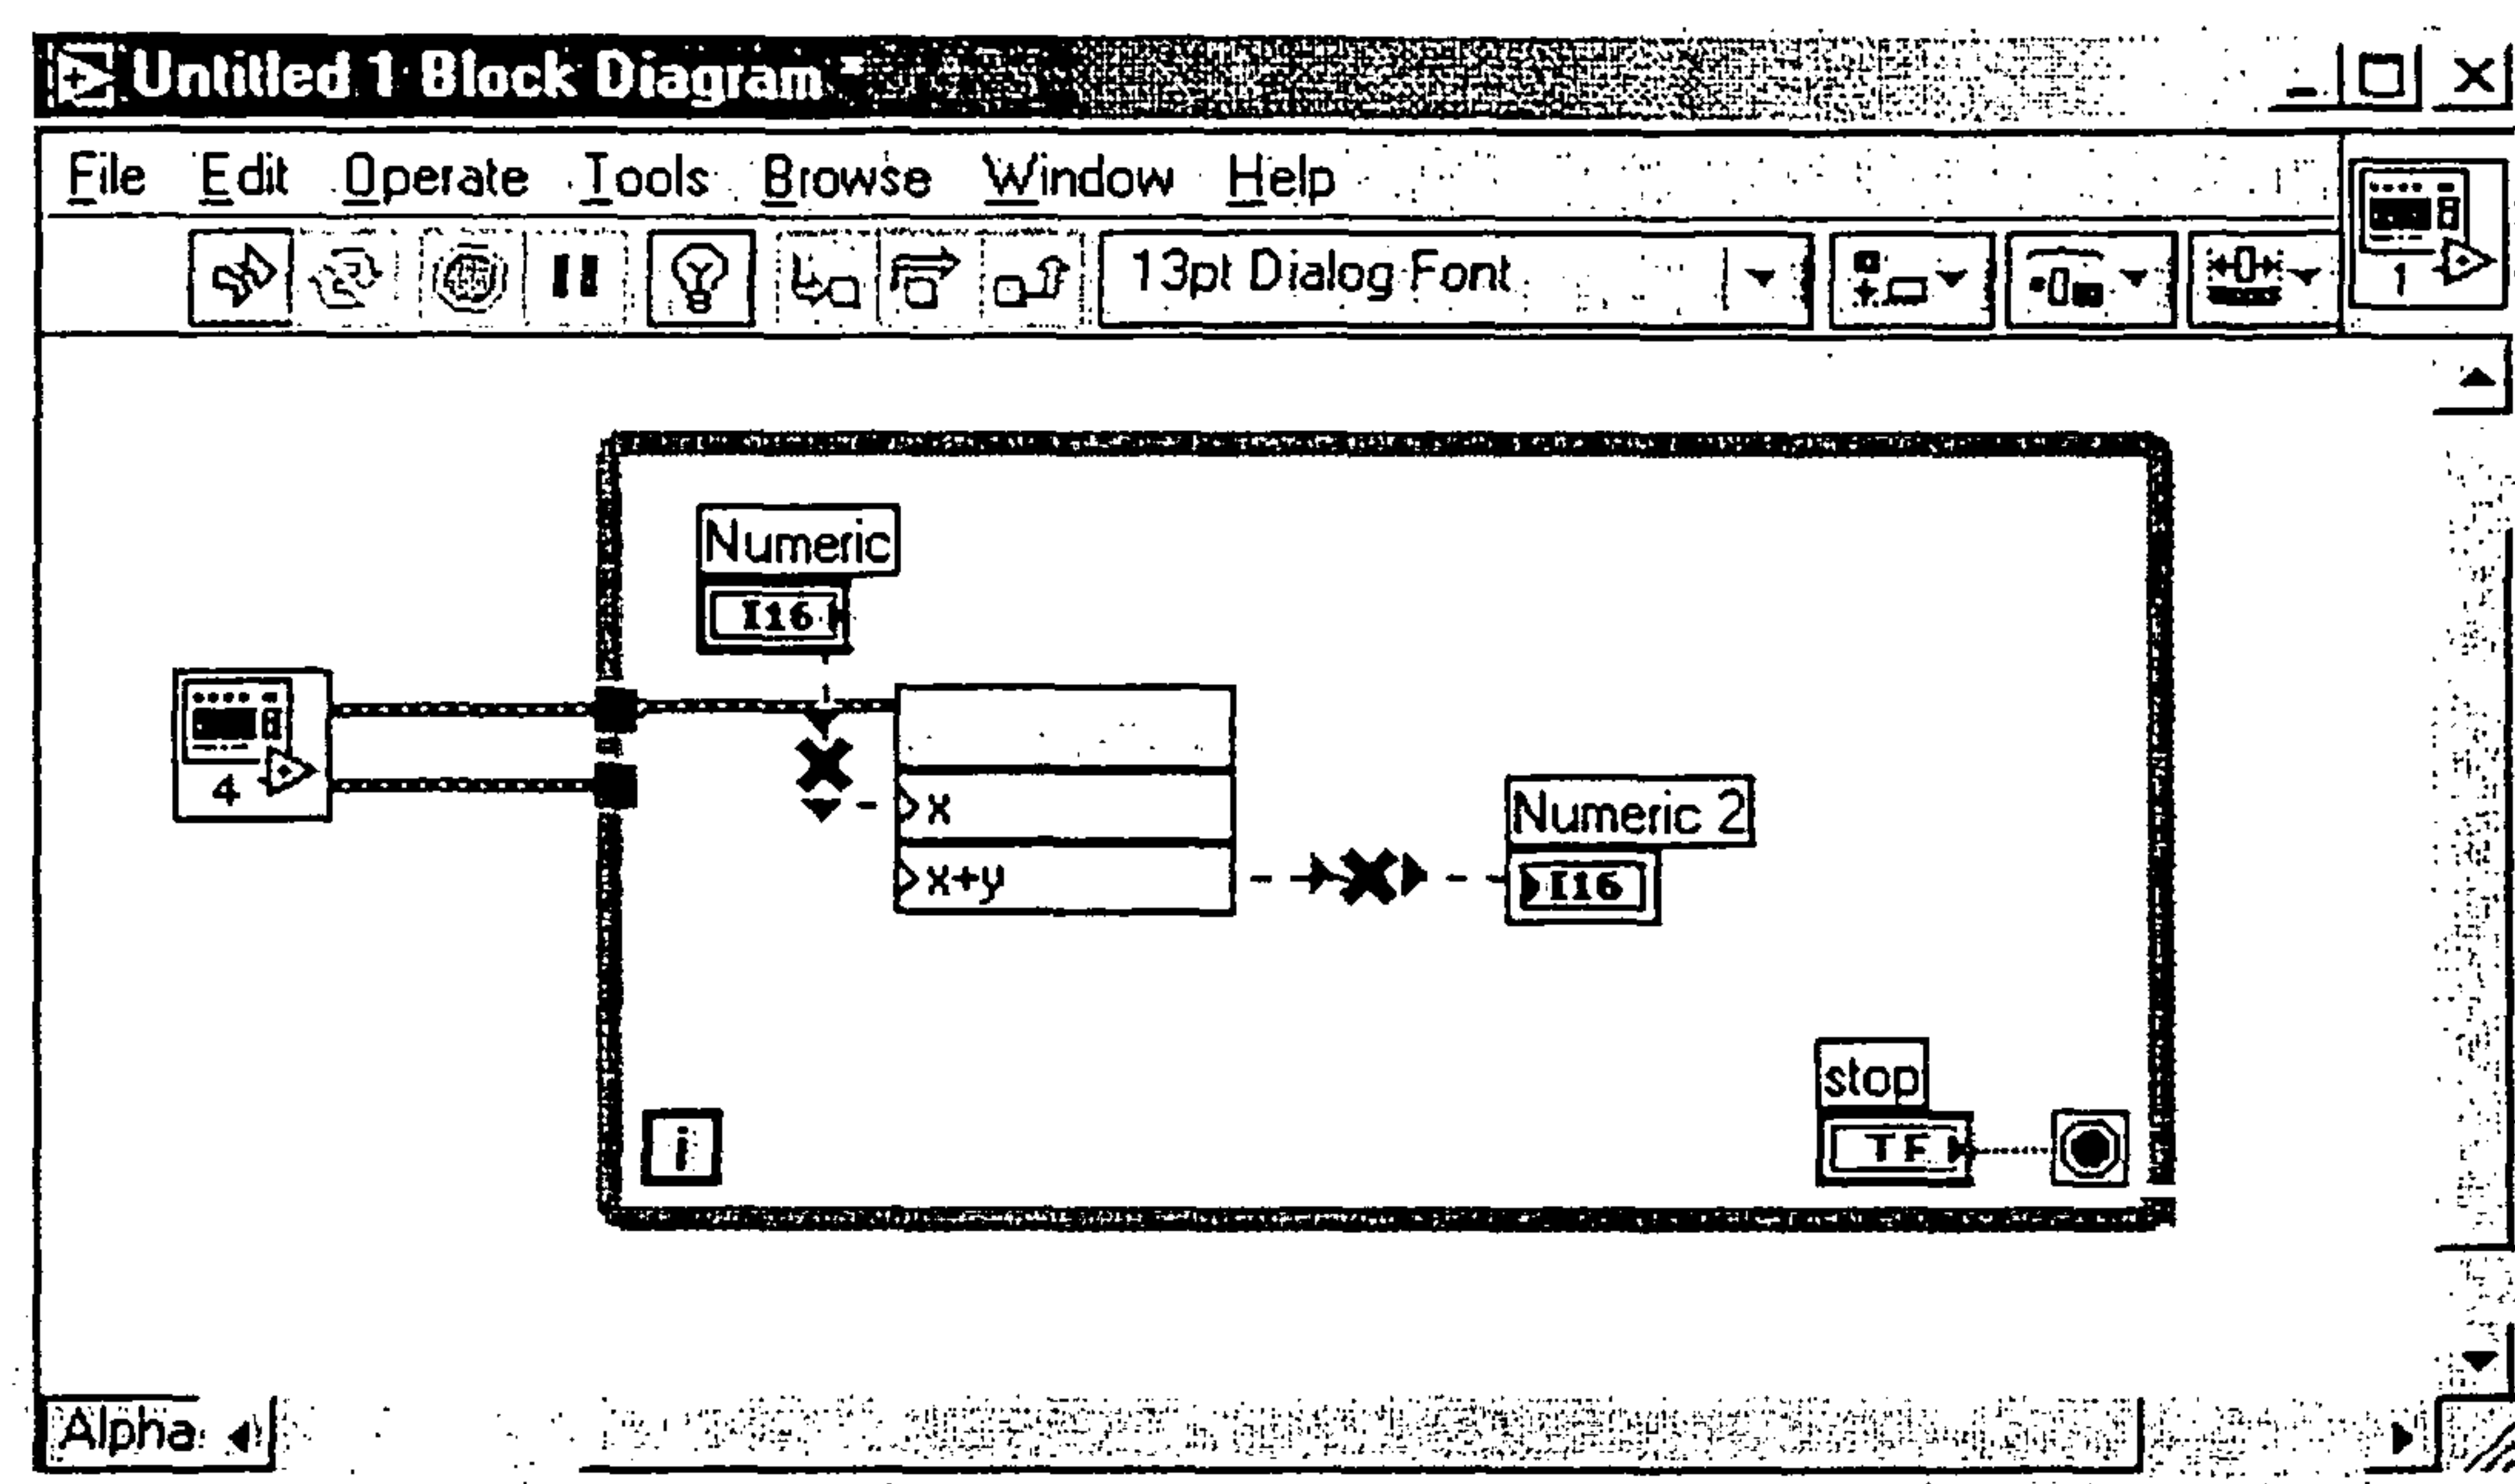 Untitled 1 Block Diagram *
File Edit Operate Tools Browse Window Help
13pt Dialog Font
1
Numeric
I16
4
x
x+y
Numeric 2
I16
stop
i
TF
Alpha